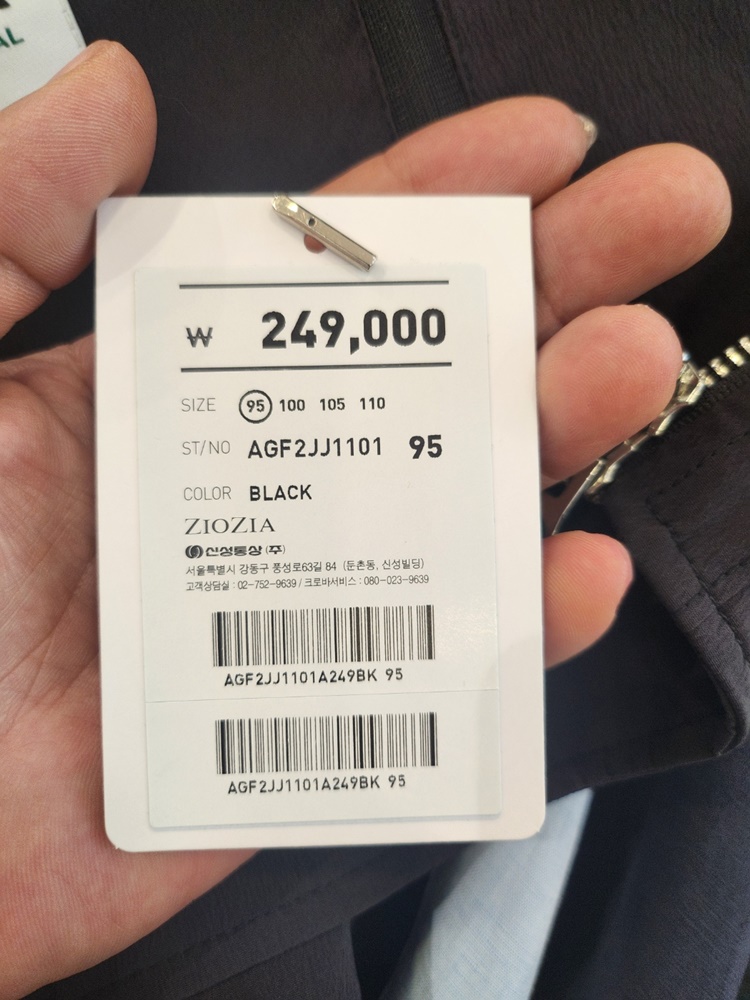 AL
₩ 249,000
SIZE 95 100 105 110
ST/NO AGF2JJ1101 95
COLOR BLACK
ZIOZIA
신성통상 (주)
서울특별시 강동구 풍성로63길 84 (둔촌동, 신성빌딩)
고객상담실 : 02-752-9639 / 크로바서비스 : 080-023-9639
AGF2JJ1101A249BK 95
AGF2JJ1101A249BK 95